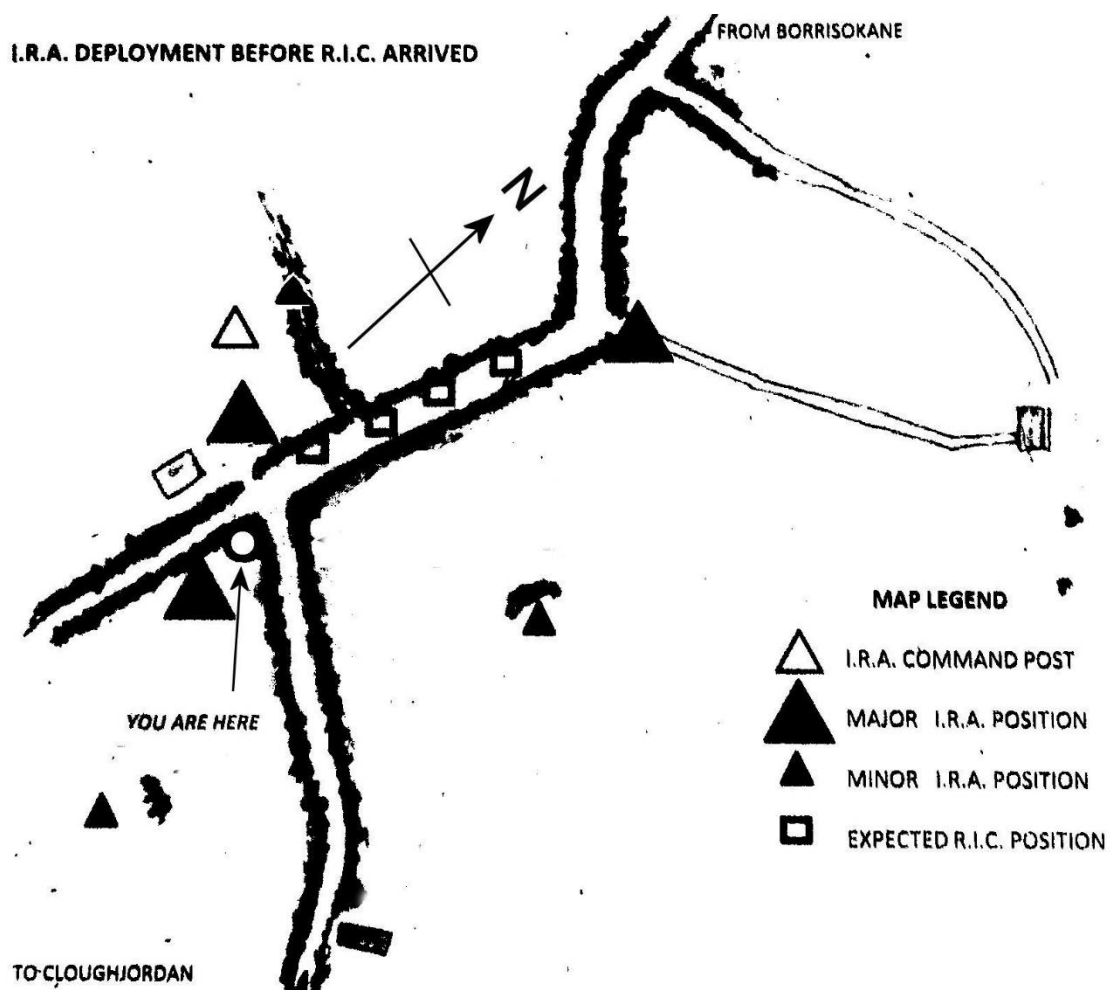 I.R.A. DEPLOYMENT BEFORE R.I.C. ARRIVED
FROM BORRISOKANE
N
YOU ARE HERE
MAP LEGEND
I.R.A. COMMAND POST
MAJOR I.R.A. POSITION
MINOR I.R.A. POSITION
EXPECTED R.I.C. POSITION
TO CLOUGHJORDAN